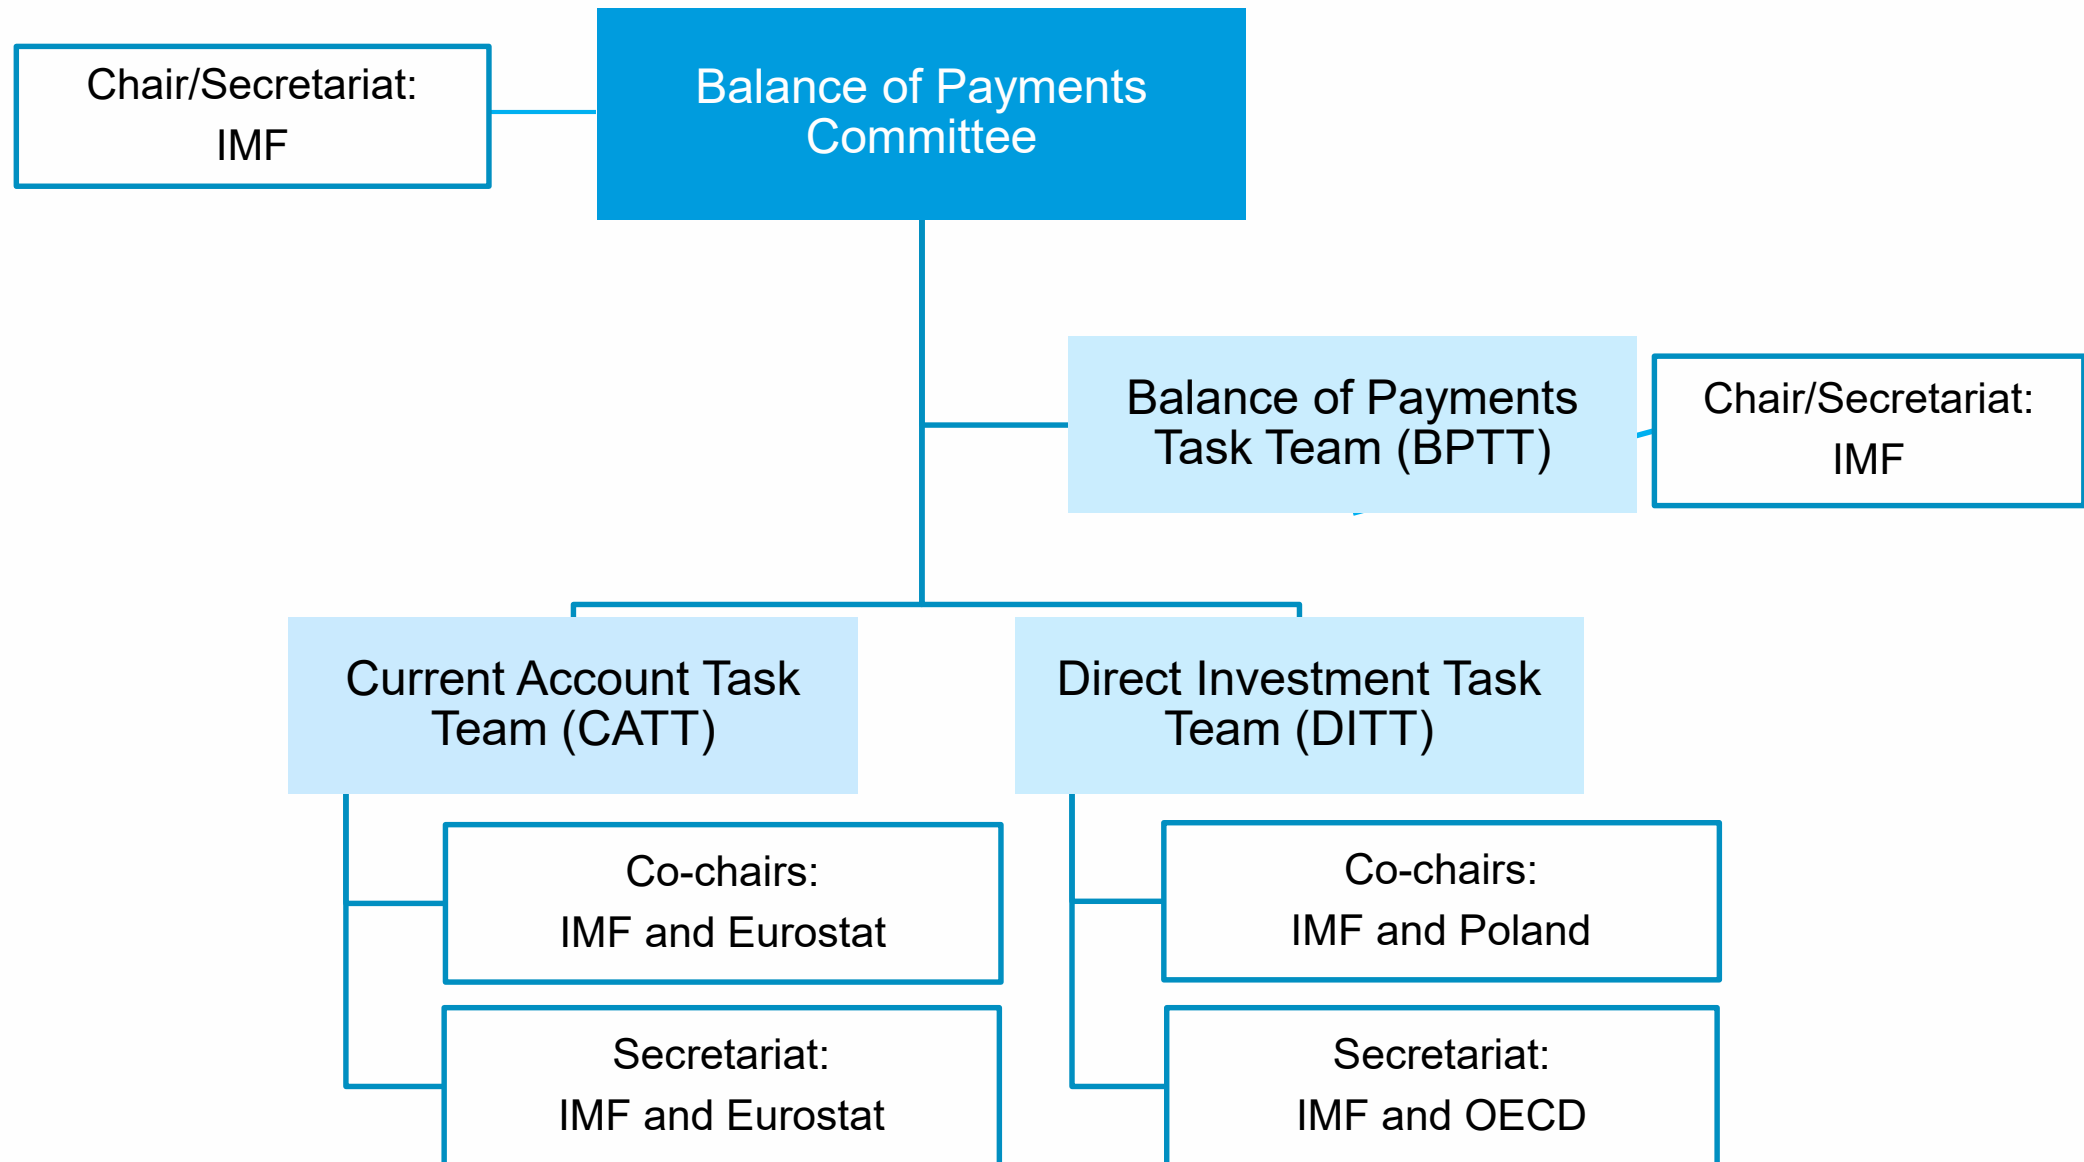 Chair/Secretariat:
IMF
Balance of Payments
Committee
Balance of Payments
Task Team (BPTT)
Chair/Secretariat:
IMF
Current Account Task
Team (CATT)
Direct Investment Task
Team (DITT)
Co-chairs:
IMF and Eurostat
Co-chairs:
IMF and Poland
Secretariat:
IMF and Eurostat
Secretariat:
IMF and OECD